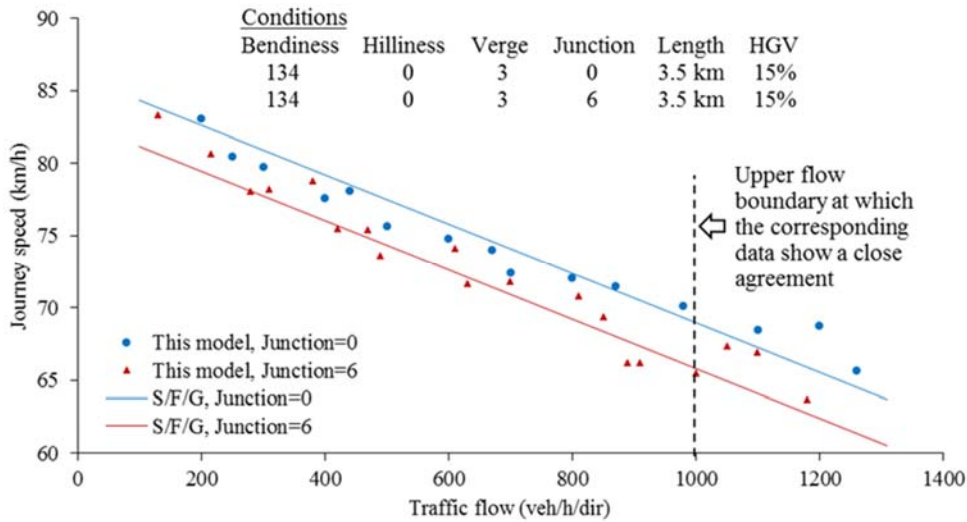 Conditions
Bendiness Hilliness Verge Junction Length HGV
134 0 3 0 3.5 km 15%
134 0 3 6 3.5 km 15%
Upper flow
boundary at which
the corresponding
data show a close
agreement
This model, Junction=0
This model, Junction=6
S/F/G, Junction=0
S/F/G, Junction=6
Journey speed (km/h)
90
85
80
75
70
65
60
0 200 400 600 800 1000 1200 1400
Traffic flow (veh/h/dir)